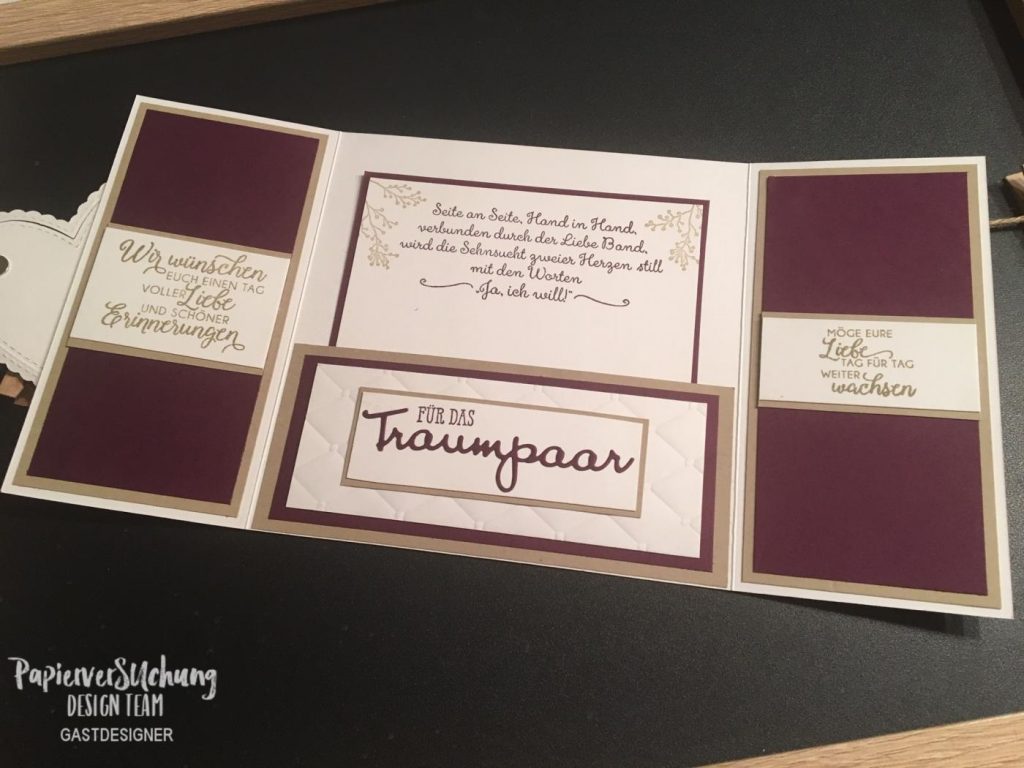 Wir wünschen
EUCH EINEN TAG
VOLLER Liebe
UND SCHÖNER
Erinnerungen
Seite an Seite, Hand in Hand,
verbunden durch der Liebe Band,
wird die Sehnsucht zweier Herzen still
mit den Worten
„Ja, ich will!“
FÜR DAS
Traumpaar
MÖGE EURE
Liebe
TAG FÜR TAG
WEITER
wachsen
PapierverSUchung
DESIGN TEAM
GASTDESIGNER